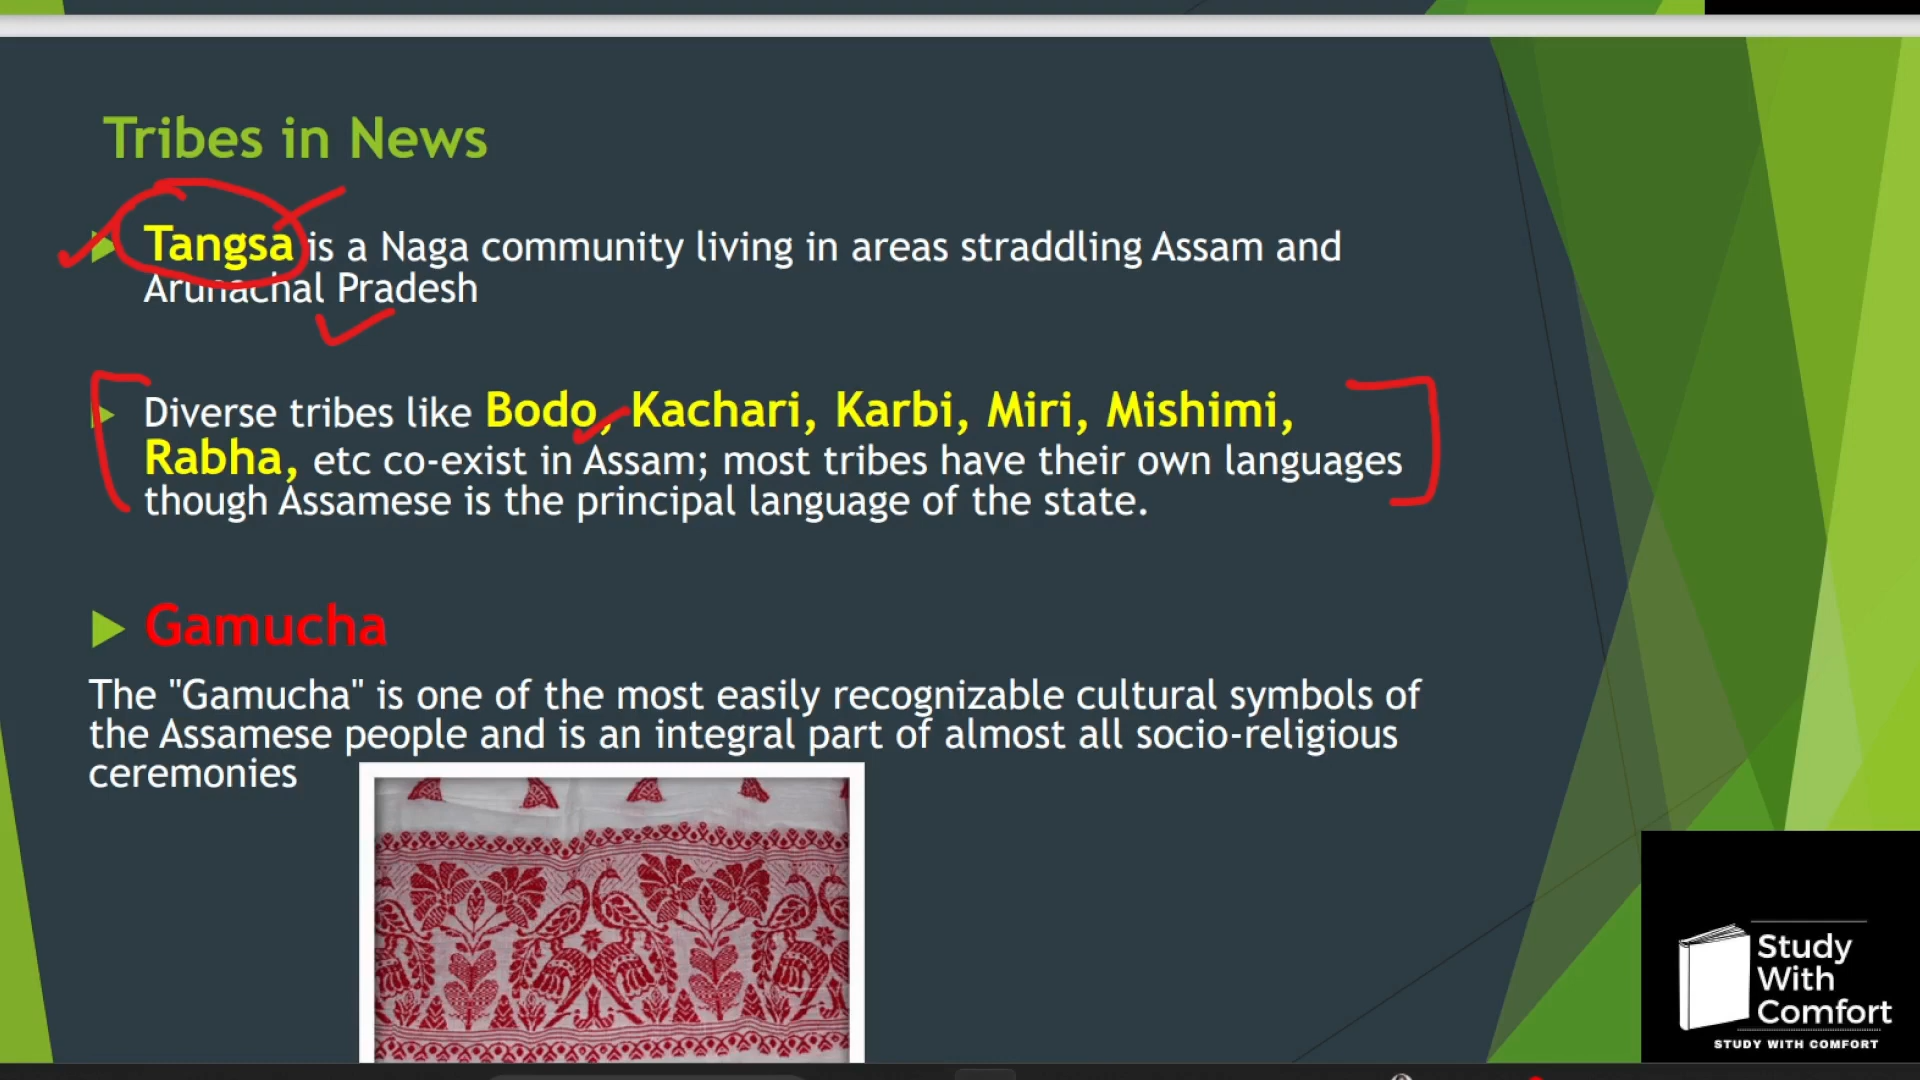 Tribes in News
Tangsa is a Naga community living in areas straddling Assam and
Arunachal Pradesh
Diverse tribes like Bodo, Kachari, Karbi, Miri, Mishimi,
Rabha, etc co-exist in Assam; most tribes have their own languages
though Assamese is the principal language of the state.
Gamucha
The "Gamucha" is one of the most easily recognizable cultural symbols of
the Assamese people and is an integral part of almost all socio-religious
ceremonies
Study
With
Comfort
STUDY WITH COMFORT